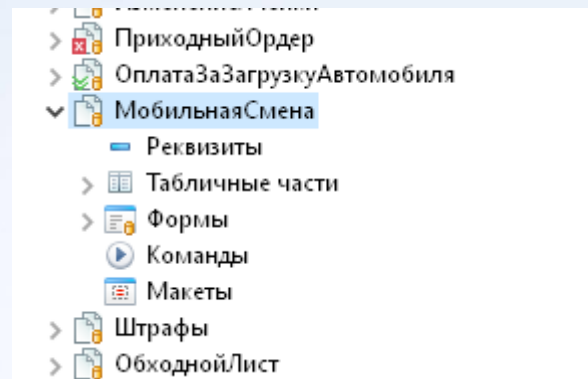 ПриходныйОрдер
ОплатаЗаЗагрузкуАвтомобиля
МобильнаяСмена
Реквизиты
Табличные части
Формы
Команды
Макеты
Штрафы
ОбходнойЛист